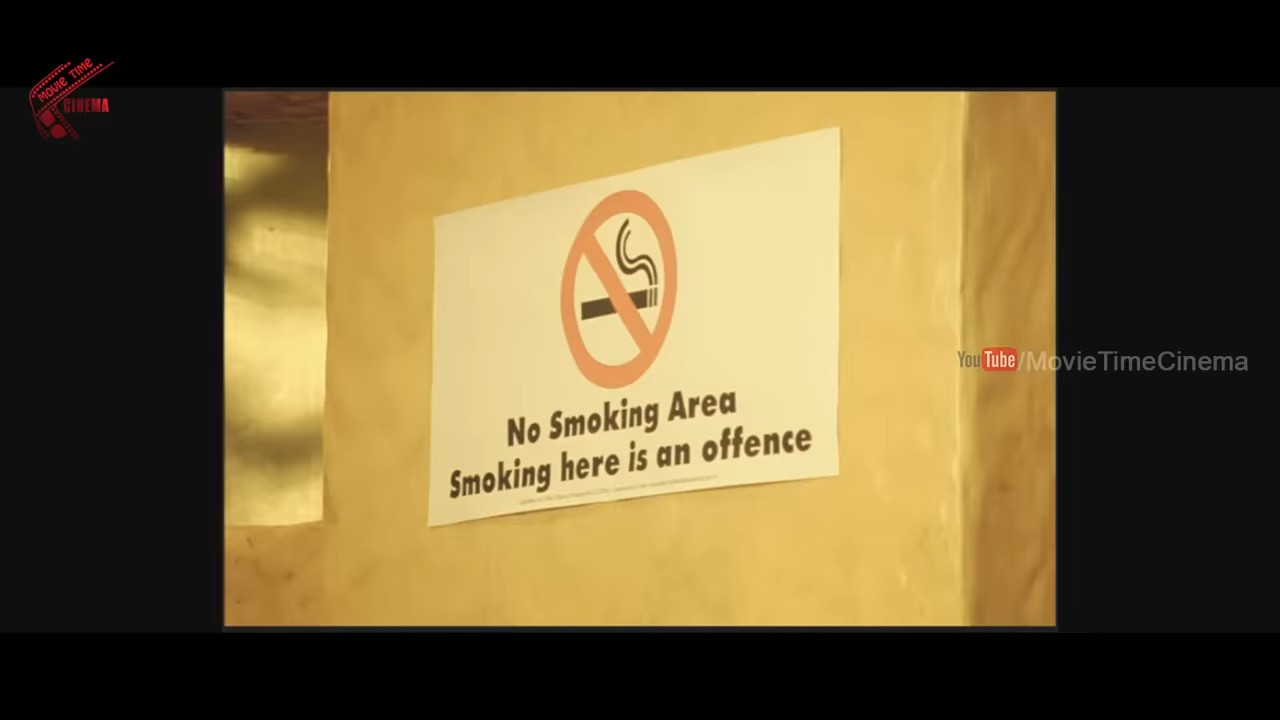 MOVIE TIME
CINEMA
No Smoking Area
Smoking here is an offence
YouTube/MovieTimeCinema